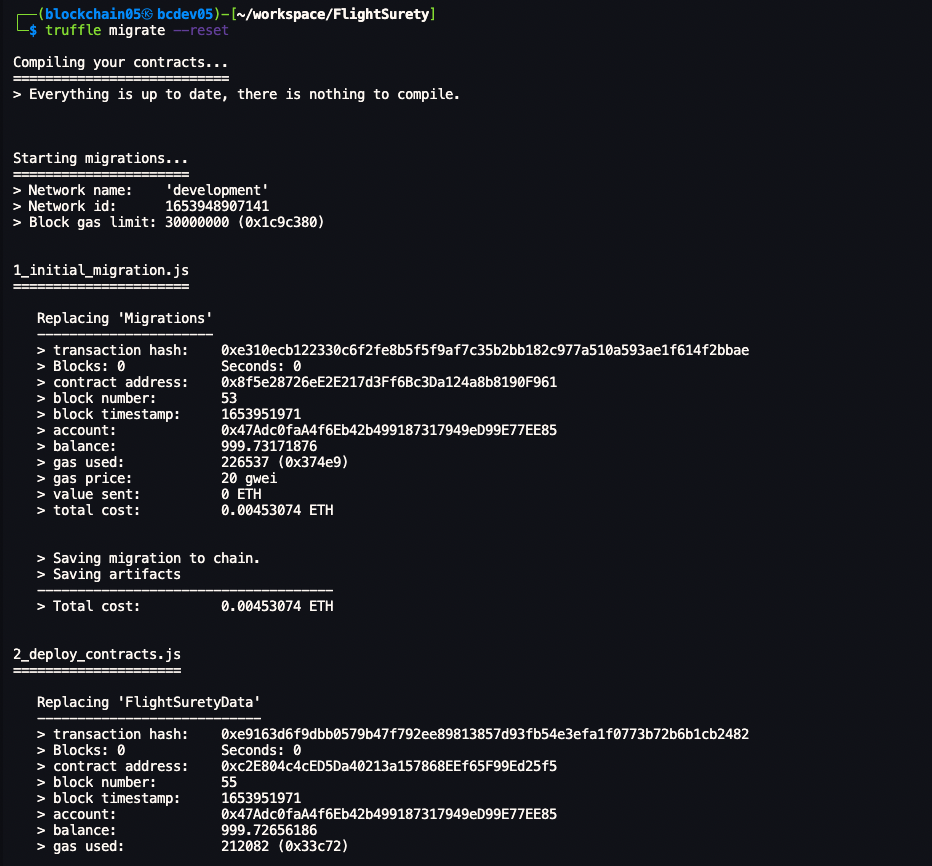 ┌──(blockchain05㉿bcdev05)-[~/workspace/FlightSurety]
└─$ truffle migrate --reset
Compiling your contracts...
===========================
> Everything is up to date, there is nothing to compile.
Starting migrations...
======================
> Network name:    'development'
> Network id:      1653948907141
> Block gas limit: 30000000 (0x1c9c380)
1_initial_migration.js
======================
   Replacing 'Migrations'
   ----------------------
   > transaction hash:    0xe310ecb122330c6f2fe8b5f5f9af7c35b2bb182c977a510a593ae1f614f2bbae
   > Blocks: 0            Seconds: 0
   > contract address:    0x8f5e28726eE2E217d3Ff6Bc3Da124a8b8190F961
   > block number:        53
   > block timestamp:     1653951971
   > account:             0x47Adc0faA4f6Eb42b499187317949eD99E77EE85
   > balance:             999.73171876
   > gas used:            226537 (0x374e9)
   > gas price:           20 gwei
   > value sent:          0 ETH
   > total cost:          0.00453074 ETH
   > Saving migration to chain.
   > Saving artifacts
   -------------------------------------
   > Total cost:          0.00453074 ETH
2_deploy_contracts.js
=====================
   Replacing 'FlightSuretyData'
   ----------------------------
   > transaction hash:    0xe9163d6f9dbb0579b47f792ee89813857d93fb54e3efa1f0773b72b6b1cb2482
   > Blocks: 0            Seconds: 0
   > contract address:    0xc2E804c4cED5Da40213a157868EEf65F99Ed25f5
   > block number:        55
   > block timestamp:     1653951971
   > account:             0x47Adc0faA4f6Eb42b499187317949eD99E77EE85
   > balance:             999.72656186
   > gas used:            212082 (0x33c72)